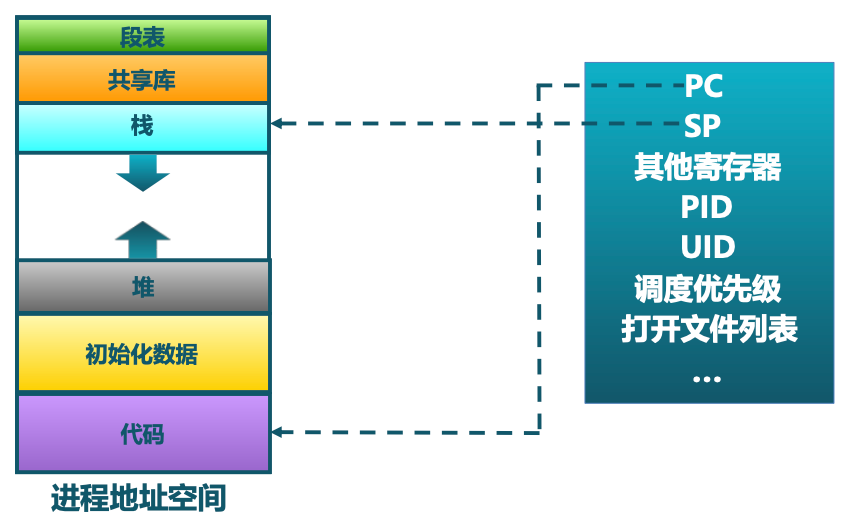 段表
共享库
栈
堆
初始化数据
代码
进程地址空间
PC
SP
其他寄存器
PID
UID
调度优先级
打开文件列表
...